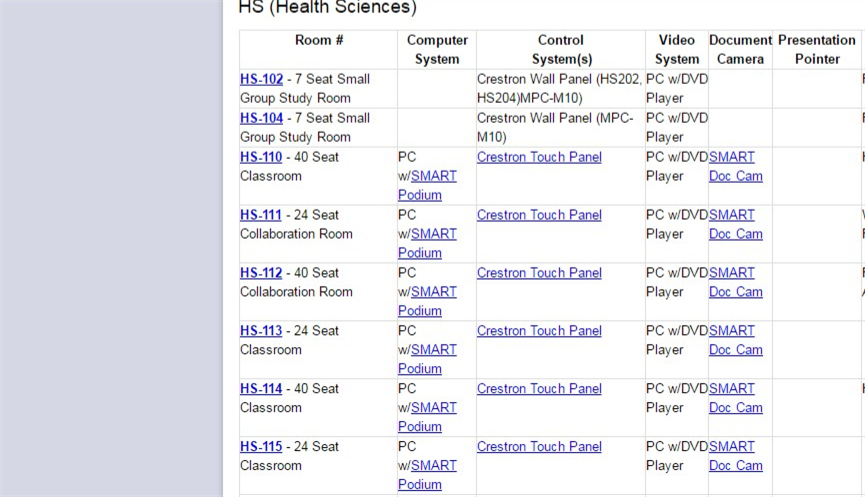 HS (Health Sciences)
Room # Computer Control Video Document Presentation
System System(s) System Camera Pointer
HS-102 - 7 Seat Small Crestron Wall Panel (HS202, PC w/DVD
Group Study Room HS204)MPC-M10) Player
HS-104 - 7 Seat Small Crestron Wall Panel (MPC- PC w/DVD
Group Study Room M10) Player
HS-110 - 40 Seat PC Crestron Touch Panel PC w/DVD SMART
Classroom w/SMART Player Doc Cam
Podium
HS-111 - 24 Seat PC Crestron Touch Panel PC w/DVD SMART
Collaboration Room w/SMART Player Doc Cam
Podium
HS-112 - 40 Seat PC Crestron Touch Panel PC w/DVD SMART
Collaboration Room w/SMART Player Doc Cam
Podium
HS-113 - 24 Seat PC Crestron Touch Panel PC w/DVD SMART
Classroom w/SMART Player Doc Cam
Podium
HS-114 - 40 Seat PC Crestron Touch Panel PC w/DVD SMART
Classroom w/SMART Player Doc Cam
Podium
HS-115 - 24 Seat PC Crestron Touch Panel PC w/DVD SMART
Classroom w/SMART Player Doc Cam
Podium